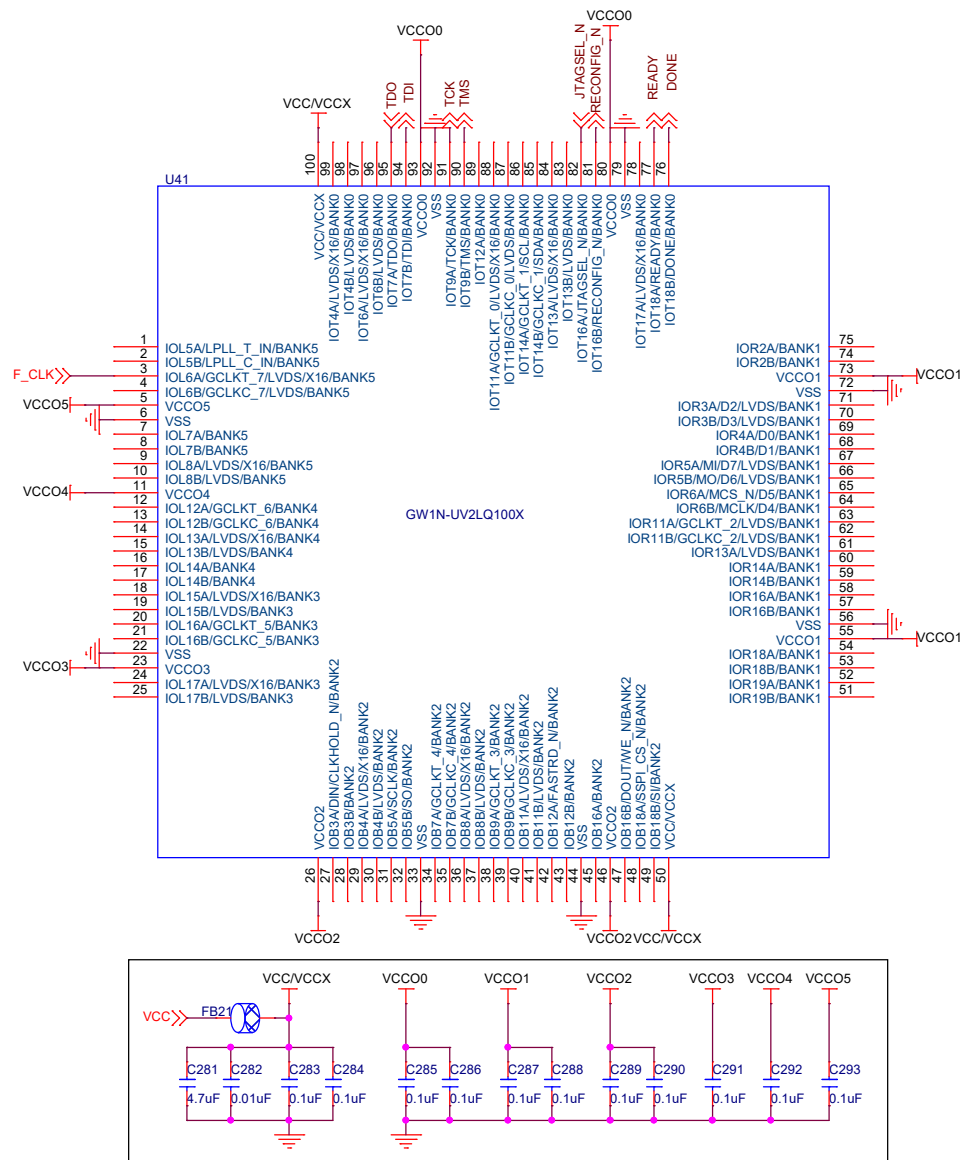 VCCO0
VCCO0
VCC/VCCX
TDO
TDI
TCK
TMS
JTAGSEL_N
RECONFIG_N
READY
DONE
100
99
98
97
96
95
94
93
92
91
90
89
88
87
86
85
84
83
82
81
80
79
78
77
76
U41
VCC/VCCX
IOT4A/LVDS/X16/BANK0
IOT4B/LVDS/BANK0
IOT6A/LVDS/X16/BANK0
IOT6B/LVDS/BANK0
IOT7A/TDO/BANK0
IOT7B/TDI/BANK0
VCCO0
VSS
IOT9A/TCK/BANK0
IOT9B/TMS/BANK0
IOT12A/BANK0
IOT11A/GCLKT_0/LVDS/X16/BANK0
IOT11B/GCLKC_0/LVDS/BANK0
IOT14A/GCLKT_1/SCL/BANK0
IOT14B/GCLKC_1/SDA/BANK0
IOT13A/LVDS/X16/BANK0
IOT13B/LVDS/BANK0
IOT16A/JTAGSEL_N/BANK0
IOT16B/RECONFIG_N/BANK0
VCCO0
VSS
IOT17A/LVDS/X16/BANK0
IOT18A/READY/BANK0
IOT18B/DONE/BANK0
1 IOL5A/LPLL_T_IN/BANK5
2 IOL5B/LPLL_C_IN/BANK5
F_CLK 3 IOL6A/GCLKT_7/LVDS/X16/BANK5
4 IOL6B/GCLKC_7/LVDS/BANK5
VCCO5 5 VCCO5
6 VSS
7 IOL7A/BANK5
8 IOL7B/BANK5
9 IOL8A/LVDS/X16/BANK5
10 IOL8B/LVDS/BANK5
VCCO4 11 VCCO4
12 IOL12A/GCLKT_6/BANK4
13 IOL12B/GCLKC_6/BANK4
14 IOL13A/LVDS/X16/BANK4
15 IOL13B/LVDS/BANK4
16 IOL14A/BANK4
17 IOL14B/BANK4
18 IOL15A/LVDS/X16/BANK3
19 IOL15B/LVDS/BANK3
20 IOL16A/GCLKT_5/BANK3
21 IOL16B/GCLKC_5/BANK3
22 VSS
VCCO3 23 VCCO3
24 IOL17A/LVDS/X16/BANK3
25 IOL17B/LVDS/BANK3
GW1N-UV2LQ100X
IOR2A/BANK1 75
IOR2B/BANK1 74
VCCO1 73 VCCO1
VSS 72
IOR3A/D2/LVDS/BANK1 71
IOR3B/D3/LVDS/BANK1 70
IOR4A/D0/BANK1 69
IOR4B/D1/BANK1 68
IOR5A/MI/D7/LVDS/BANK1 67
IOR5B/MO/D6/LVDS/BANK1 66
IOR6A/MCS_N/D5/BANK1 65
IOR6B/MCLK/D4/BANK1 64
IOR11A/GCLKT_2/LVDS/BANK1 63
IOR11B/GCLKC_2/LVDS/BANK1 62
IOR13A/LVDS/BANK1 61
IOR14A/BANK1 60
IOR14B/BANK1 59
IOR16A/BANK1 58
IOR16B/BANK1 57
VSS 56
VCCO1 55 VCCO1
IOR18A/BANK1 54
IOR18B/BANK1 53
IOR19A/BANK1 52
IOR19B/BANK1 51
VCCO2
IOB3A/DIN/CLKHOLD_N/BANK2
IOB3B/BANK2
IOB4A/LVDS/X16/BANK2
IOB4B/LVDS/BANK2
IOB5A/SCLK/BANK2
IOB5B/SO/BANK2
VSS
IOB7A/GCLKT_4/BANK2
IOB7B/GCLKC_4/BANK2
IOB8A/LVDS/X16/BANK2
IOB8B/LVDS/BANK2
IOB9A/GCLKT_3/BANK2
IOB9B/GCLKC_3/BANK2
IOB11A/LVDS/X16/BANK2
IOB11B/LVDS/BANK2
IOB12A/FASTRD_N/BANK2
IOB12B/BANK2
VSS
IOB16A/BANK2
VCCO2
IOB16B/DOUT/WE_N/BANK2
IOB18A/SSPI_CS_N/BANK2
IOB18B/SI/BANK2
VCC/VCCX
26
27
28
29
30
31
32
33
34
35
36
37
38
39
40
41
42
43
44
45
46
47
48
49
50
VCCO2
VCCO2
VCC/VCCX
VCC/VCCX VCCO0 VCCO1 VCCO2 VCCO3 VCCO4 VCCO5
VCC FB21
C281 C282 C283 C284 C285 C286 C287 C288 C289 C290 C291 C292 C293
4.7uF 0.01uF 0.1uF 0.1uF 0.1uF 0.1uF 0.1uF 0.1uF 0.1uF 0.1uF 0.1uF 0.1uF 0.1uF